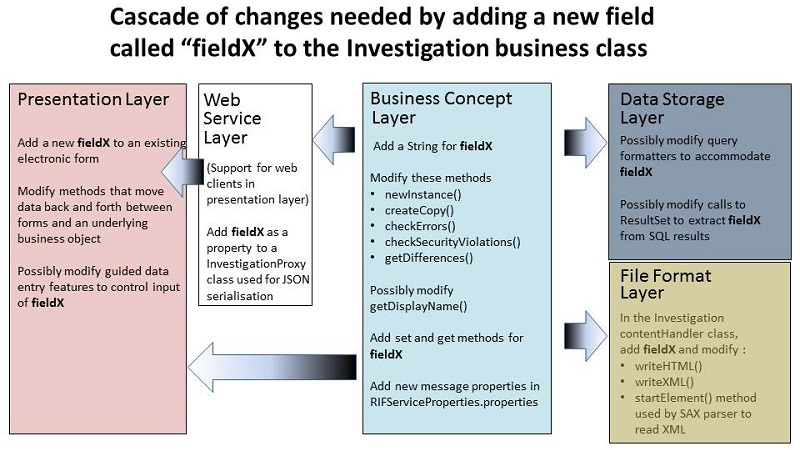 Cascade of changes needed by adding a new field
called “fieldX” to the Investigation business class
Presentation Layer
Add a new fieldX to an existing
electronic form
Modify methods that move
data back and forth between
forms and an underlying
business object
Possibly modify guided data
entry features to control input
of fieldX
Web
Service
Layer
(Support for web
clients in
presentation layer)
Add fieldX as a
property to a
InvestigationProxy
class used for JSON
serialisation
Business Concept
Layer
Add a String for fieldX
Modify these methods
• newInstance()
• createCopy()
• checkErrors()
• checkSecurityViolations()
• getDifferences()
Possibly modify
getDisplayName()
Add set and get methods for
fieldX
Add new message properties in
RIFServiceProperties.properties
Data Storage
Layer
Possibly modify query
formatters to accommodate
fieldX
Possibly modify calls to
ResultSet to extract fieldX
from SQL results
File Format
Layer
In the Investigation
contentHandler class,
add fieldX and modify :
• writeHTML()
• writeXML()
• startElement() method
used by SAX parser to
read XML